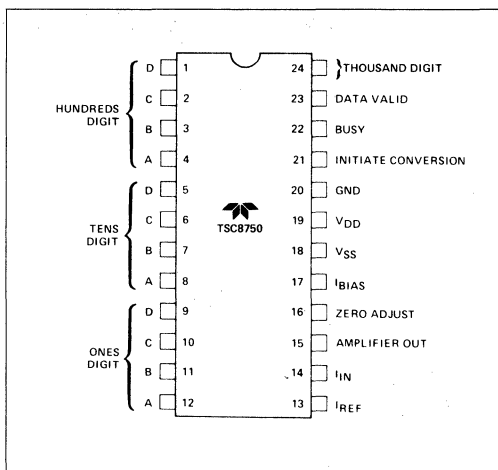 D 1 24 THOUSAND DIGIT
C 2 23 DATA VALID
HUNDREDS
DIGIT
B 3 22 BUSY
A 4 21 INITIATE CONVERSION
D 5 20 GND
C 6 19 VDD
TENS
DIGIT
TSC8750
B 7 18 VSS
A 8 17 IBIAS
D 9 16 ZERO ADJUST
C 10 15 AMPLIFIER OUT
ONES
DIGIT
B 11 14 IIN
A 12 13 IREF